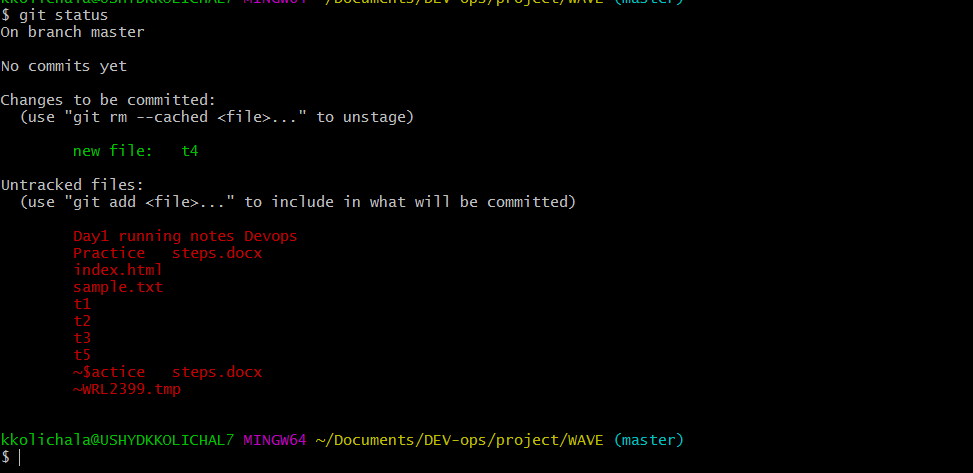 kkolichala@USHYDKKOLICHAL7 MINGW64 ~/Documents/DEV-ops/project/WAVE (master)
$ git status
On branch master
No commits yet
Changes to be committed:
  (use "git rm --cached <file>..." to unstage)
        new file:   t4
Untracked files:
  (use "git add <file>..." to include in what will be committed)
        Day1 running notes Devops
        Practice   steps.docx
        index.html
        sample.txt
        t1
        t2
        t3
        t5
        ~$actice   steps.docx
        ~WRL2399.tmp
kkolichala@USHYDKKOLICHAL7 MINGW64 ~/Documents/DEV-ops/project/WAVE (master)
$